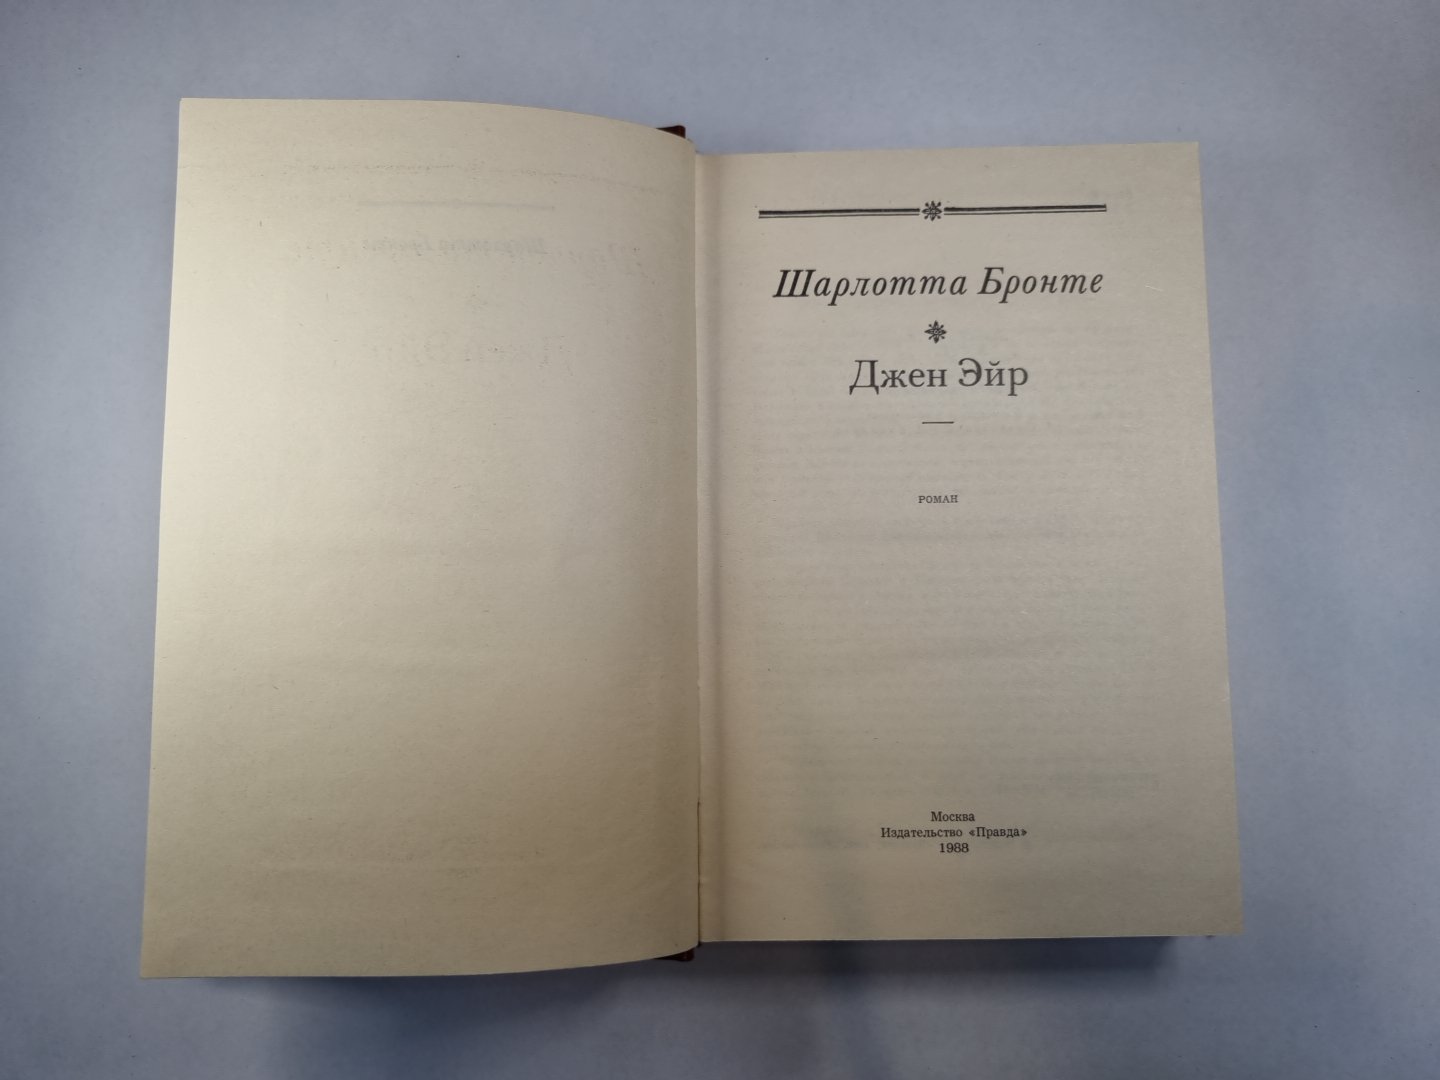 Шарлотта Бронте
Джен Эйр
РОМАН
Москва
Издательство «Правда»
1988